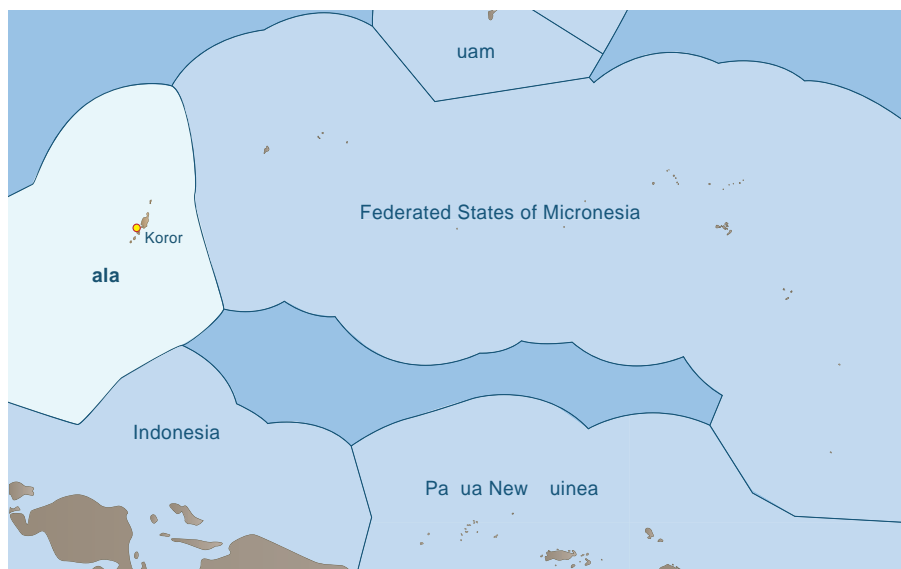 uam
Federated States of Micronesia
Koror
ala
Indonesia
Pa ua New uinea